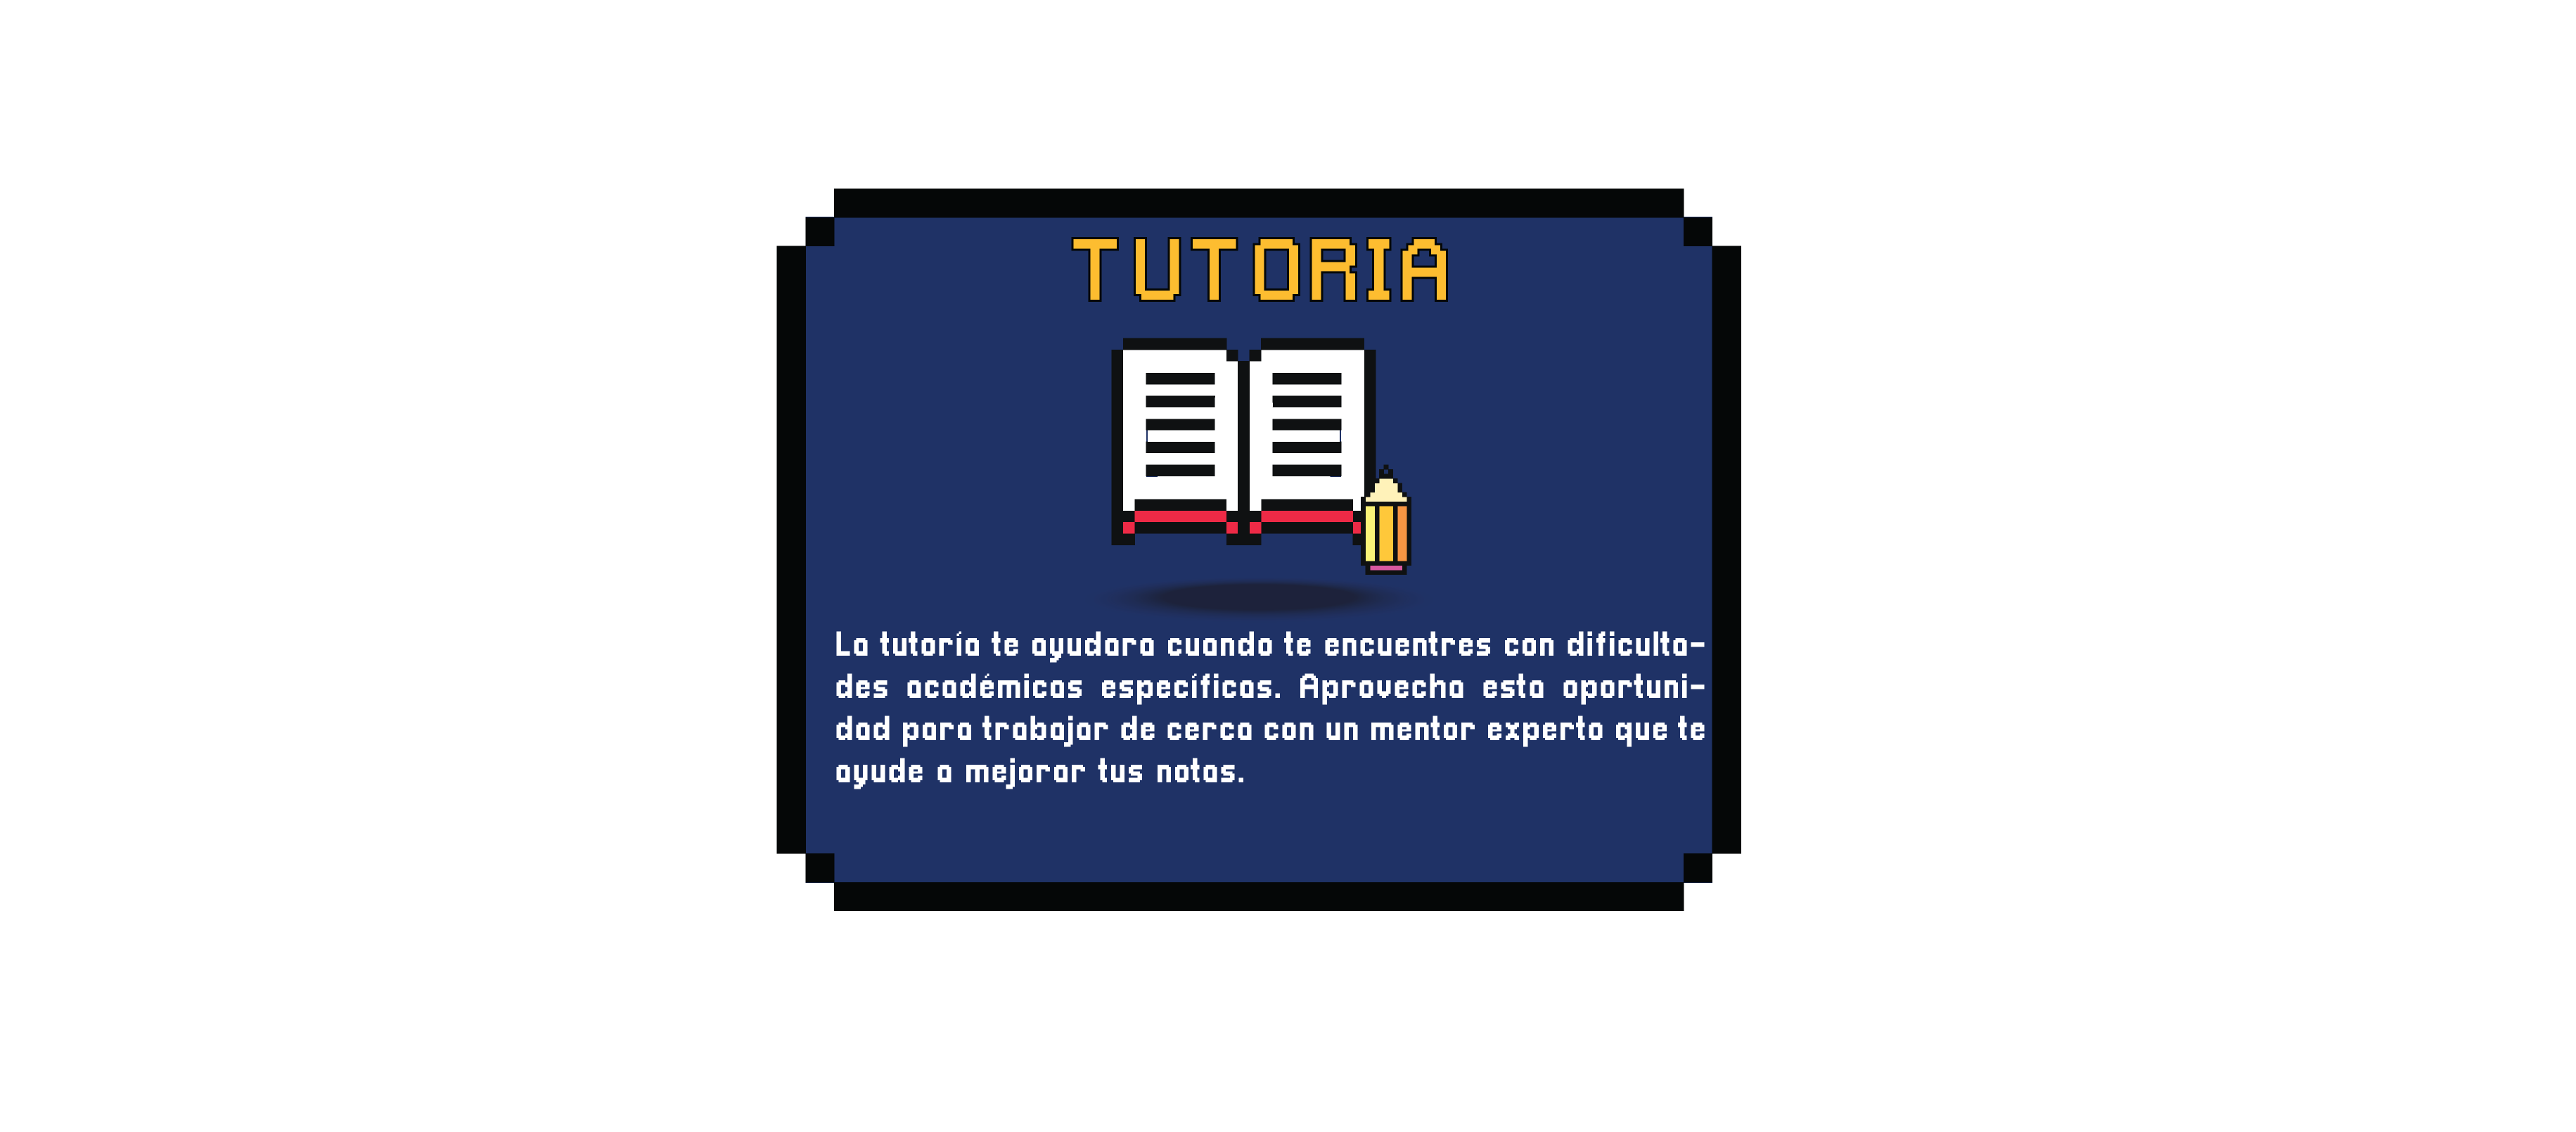 TUTORIA
La tutoría te ayudara cuando te encuentres con dificulta-
des académicas específicas. Aprovecha esta oportuni-
dad para trabajar de cerca con un mentor experto que te
ayude a mejorar tus notas.